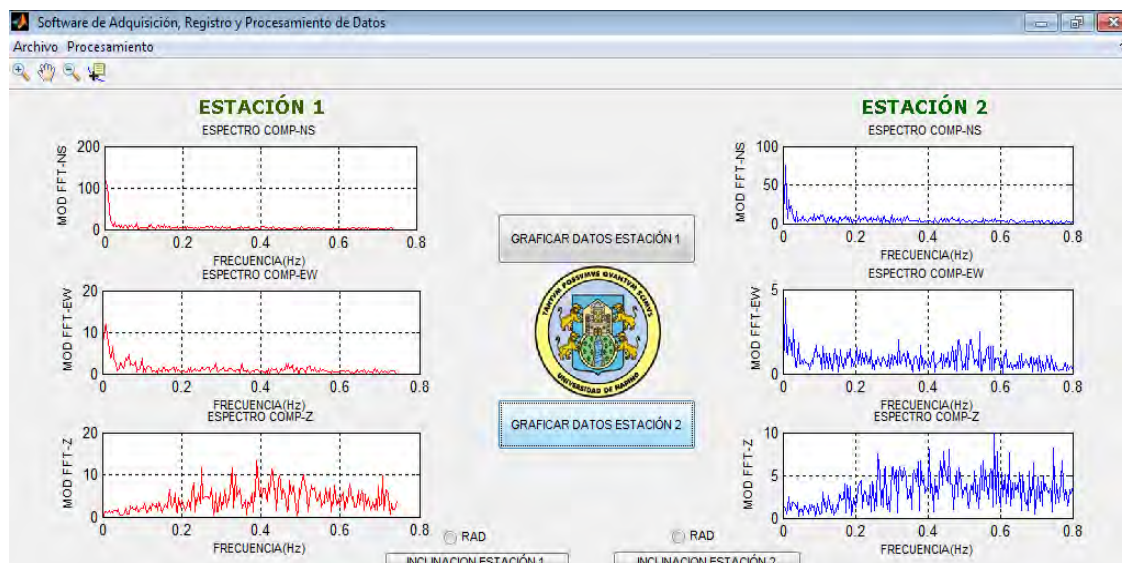 Software de Adquisición, Registro y Procesamiento de Datos
Archivo Procesamiento
ESTACIÓN 1
ESPECTRO COMP-NS
MOD FFT-NS
200
100
0
0 0.2 0.4 0.6 0.8
FRECUENCIA(Hz)
ESPECTRO COMP-EW
MOD FFT-EW
20
10
0
0 0.2 0.4 0.6 0.8
FRECUENCIA(Hz)
ESPECTRO COMP-Z
MOD FFT-Z
20
10
0
0 0.2 0.4 0.6 0.8
FRECUENCIA(Hz)
GRAFICAR DATOS ESTACIÓN 1
TANTVM POSSVMVS QVANTVM SCIMVS
UNIVERSIDAD DE NARIÑO
GRAFICAR DATOS ESTACIÓN 2
RAD
RAD
INCLINACION ESTACIÓN 1
INCLINACION ESTACIÓN 2
ESTACIÓN 2
ESPECTRO COMP-NS
MOD FFT-NS
100
50
0
0 0.2 0.4 0.6 0.8
FRECUENCIA(Hz)
ESPECTRO COMP-EW
MOD FFT-EW
5
0
0 0.2 0.4 0.6 0.8
FRECUENCIA(Hz)
ESPECTRO COMP-Z
MOD FFT-Z
10
5
0
0 0.2 0.4 0.6 0.8
FRECUENCIA(Hz)